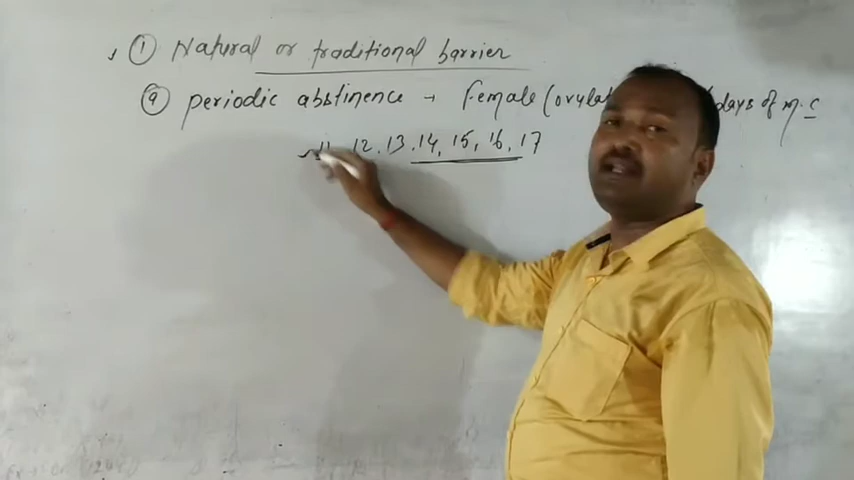 ① Natural or traditional barrier
ⓐ periodic abstinence → Female (ovulat days of m.c
11, 12, 13, 14, 15, 16, 17